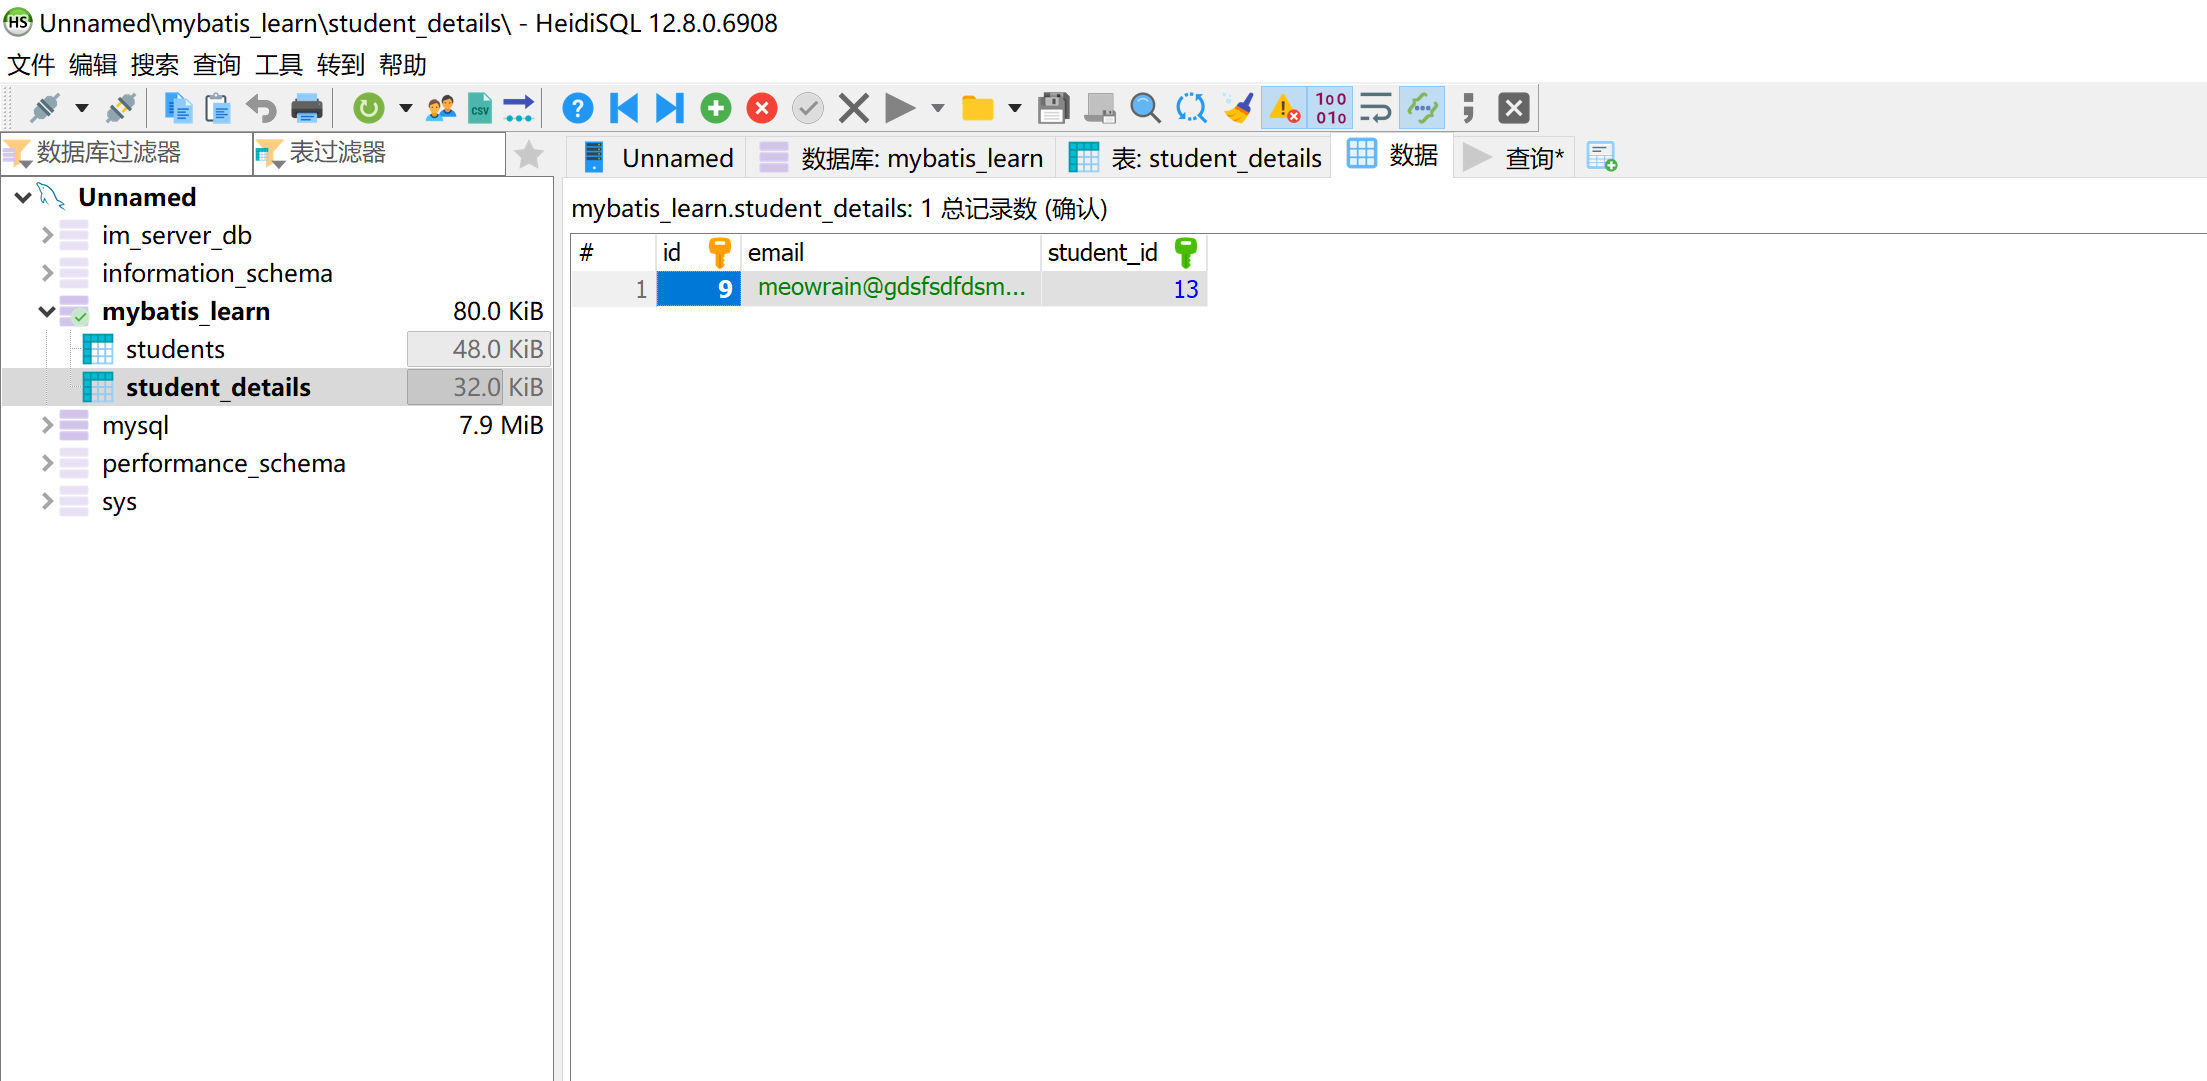 Unnamed\mybatis_learn\student_details\ - HeidiSQL 12.8.0.6908
文件 编辑 搜索 查询 工具 转到 帮助
数据库过滤器 表过滤器
Unnamed 数据库: mybatis_learn 表: student_details 数据 查询*
Unnamed
im_server_db
information_schema
mybatis_learn 80.0 KiB
students 48.0 KiB
student_details 32.0 KiB
mysql 7.9 MiB
performance_schema
sys
mybatis_learn.student_details: 1 总记录数 (确认)
# id email student_id
1 9 meowrain@gdsfsdfdsm... 13